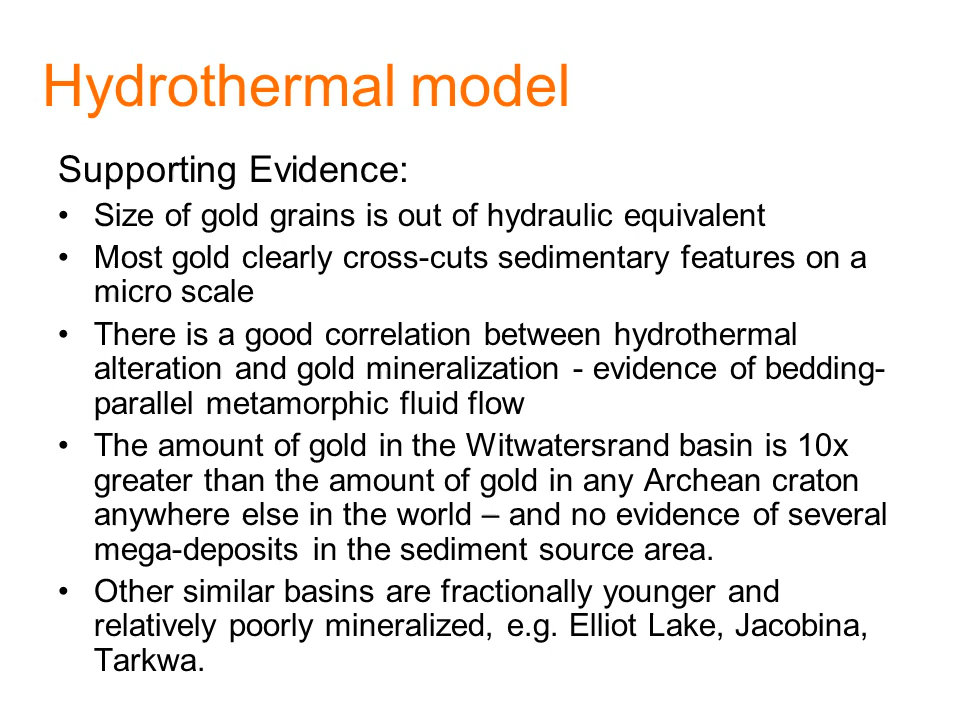 Hydrothermal model
Supporting Evidence:
• Size of gold grains is out of hydraulic equivalent
• Most gold clearly cross-cuts sedimentary features on a
micro scale
• There is a good correlation between hydrothermal
alteration and gold mineralization - evidence of bedding-
parallel metamorphic fluid flow
• The amount of gold in the Witwatersrand basin is 10x
greater than the amount of gold in any Archean craton
anywhere else in the world – and no evidence of several
mega-deposits in the sediment source area.
• Other similar basins are fractionally younger and
relatively poorly mineralized, e.g. Elliot Lake, Jacobina,
Tarkwa.